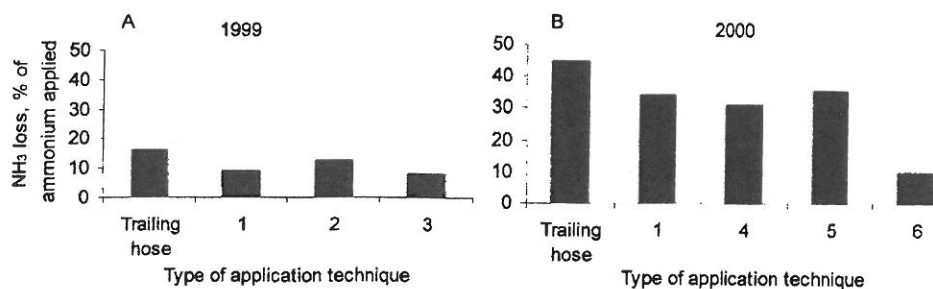 A
1999
NH₃ loss, % of
ammonium applied
50
40
30
20
10
0
Trailing
hose
1
2
3
Type of application technique
B
2000
50
40
30
20
10
0
Trailing
hose
1
4
5
6
Type of application technique